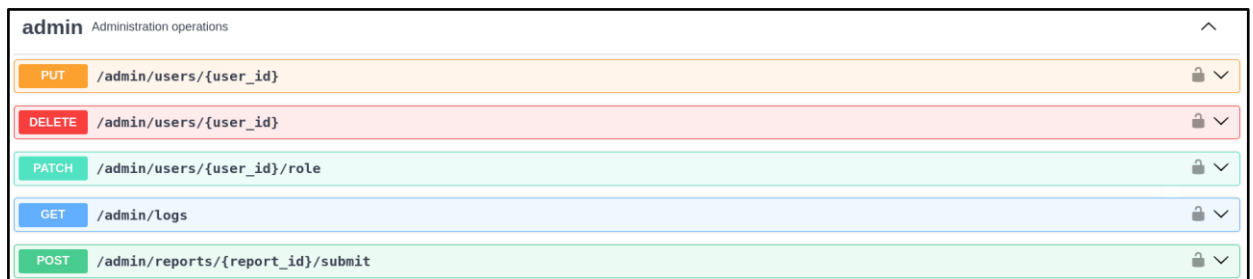 admin Administration operations
PUT /admin/users/{user_id}
DELETE /admin/users/{user_id}
PATCH /admin/users/{user_id}/role
GET /admin/logs
POST /admin/reports/{report_id}/submit